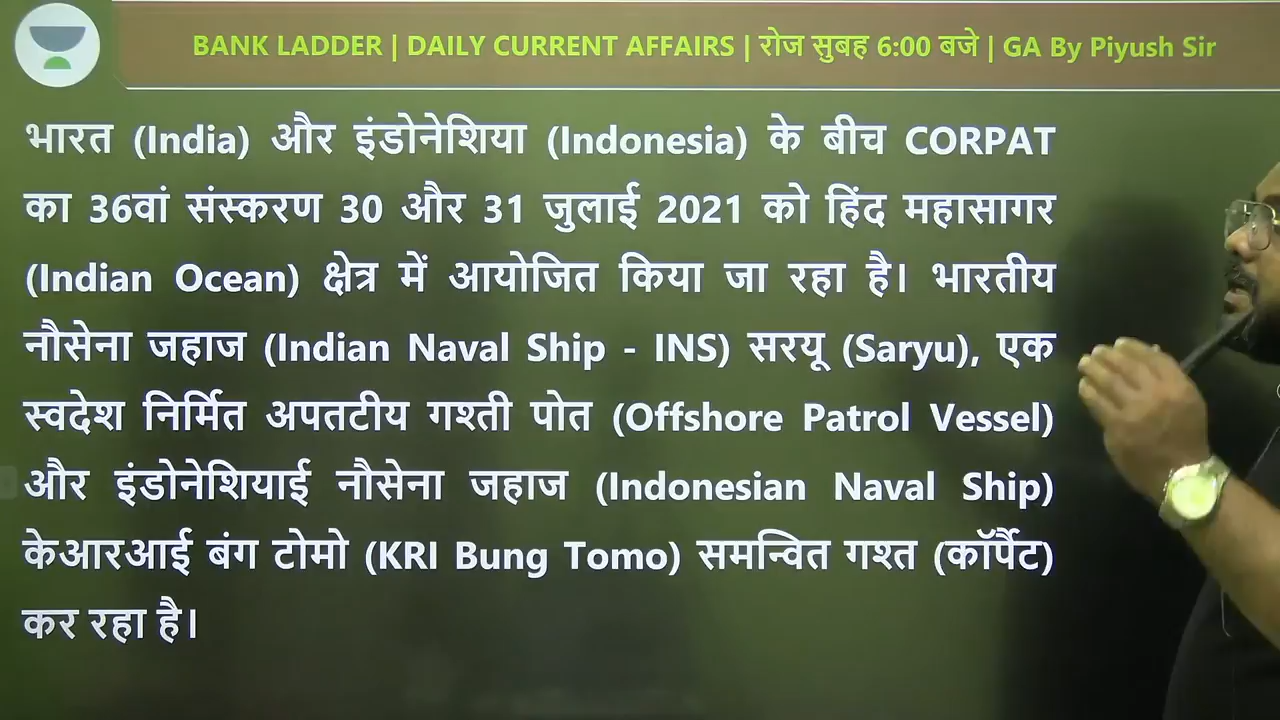 BANK LADDER | DAILY CURRENT AFFAIRS | रोज सुबह 6:00 बजे | GA By Piyush Sir
भारत (India) और इंडोनेशिया (Indonesia) के बीच CORPAT
का 36वां संस्करण 30 और 31 जुलाई 2021 को हिंद महासागर
(Indian Ocean) क्षेत्र में आयोजित किया जा रहा है। भारतीय
नौसेना जहाज (Indian Naval Ship - INS) सरयू (Saryu), एक
स्वदेश निर्मित अपतटीय गश्ती पोत (Offshore Patrol Vessel)
और इंडोनेशियाई नौसेना जहाज (Indonesian Naval Ship)
केआरआई बंग टोमो (KRI Bung Tomo) समन्वित गश्त (कॉर्पैट)
कर रहा है।